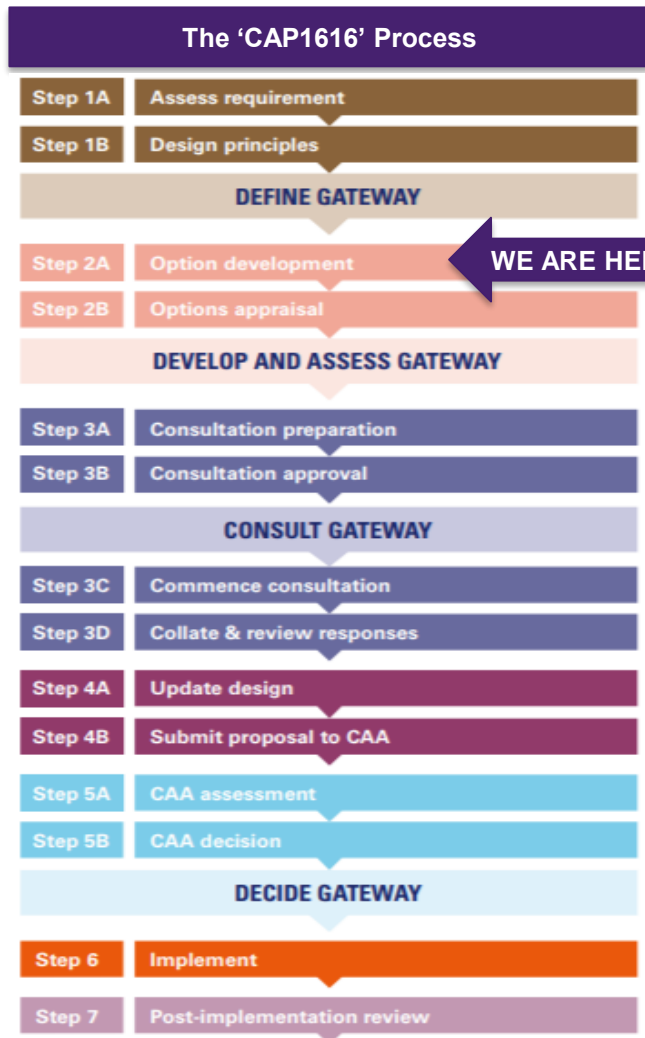 The ‘CAP1616’ Process
Step 1A Assess requirement
Step 1B Design principles
DEFINE GATEWAY
Step 2A Option development
WE ARE HE
Step 2B Options appraisal
DEVELOP AND ASSESS GATEWAY
Step 3A Consultation preparation
Step 3B Consultation approval
CONSULT GATEWAY
Step 3C Commence consultation
Step 3D Collate & review responses
Step 4A Update design
Step 4B Submit proposal to CAA
Step 5A CAA assessment
Step 5B CAA decision
DECIDE GATEWAY
Step 6 Implement
Step 7 Post-implementation review